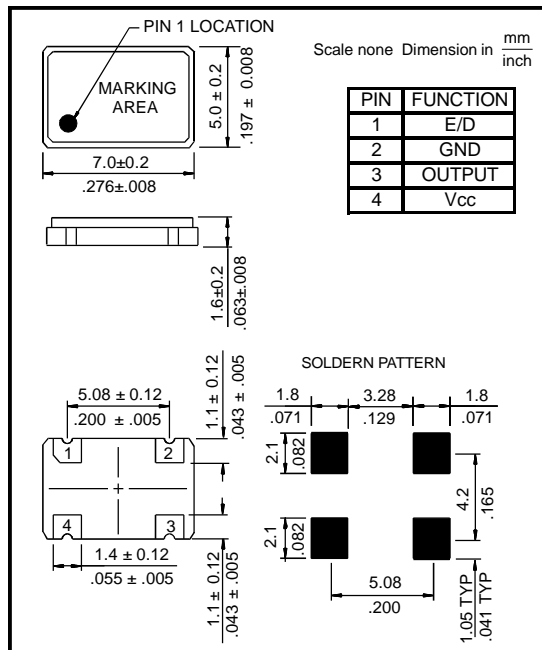 PIN 1 LOCATION
Scale none Dimension in mm
inch
MARKING
AREA
5.0 ± 0.2
.197 ± 0.008
7.0±0.2
.276±.008
PIN FUNCTION
1 E/D
2 GND
3 OUTPUT
4 Vcc
1.6±0.2
.063±.008
5.08 ± 0.12
.200 ± .005
1.1 ± 0.12
.043 ± .005
1 2
4 3
1.4 ± 0.12
.055 ± .005
1.1 ± 0.12
.043 ± .005
SOLDERN PATTERN
1.8 3.28 1.8
.071 .129 .071
2.1
.082
2.1
.082
4.2
.165
5.08
.200
1.05 TYP
.041 TYP